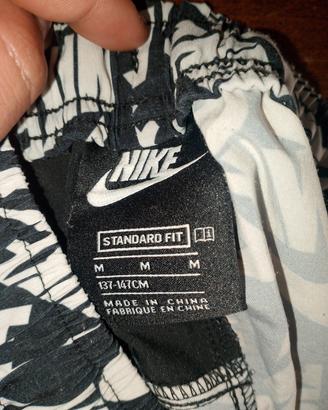 NIKE
STANDARD FIT
M M M
137-147CM
MADE IN CHINA
FABRIQUE EN CHINE